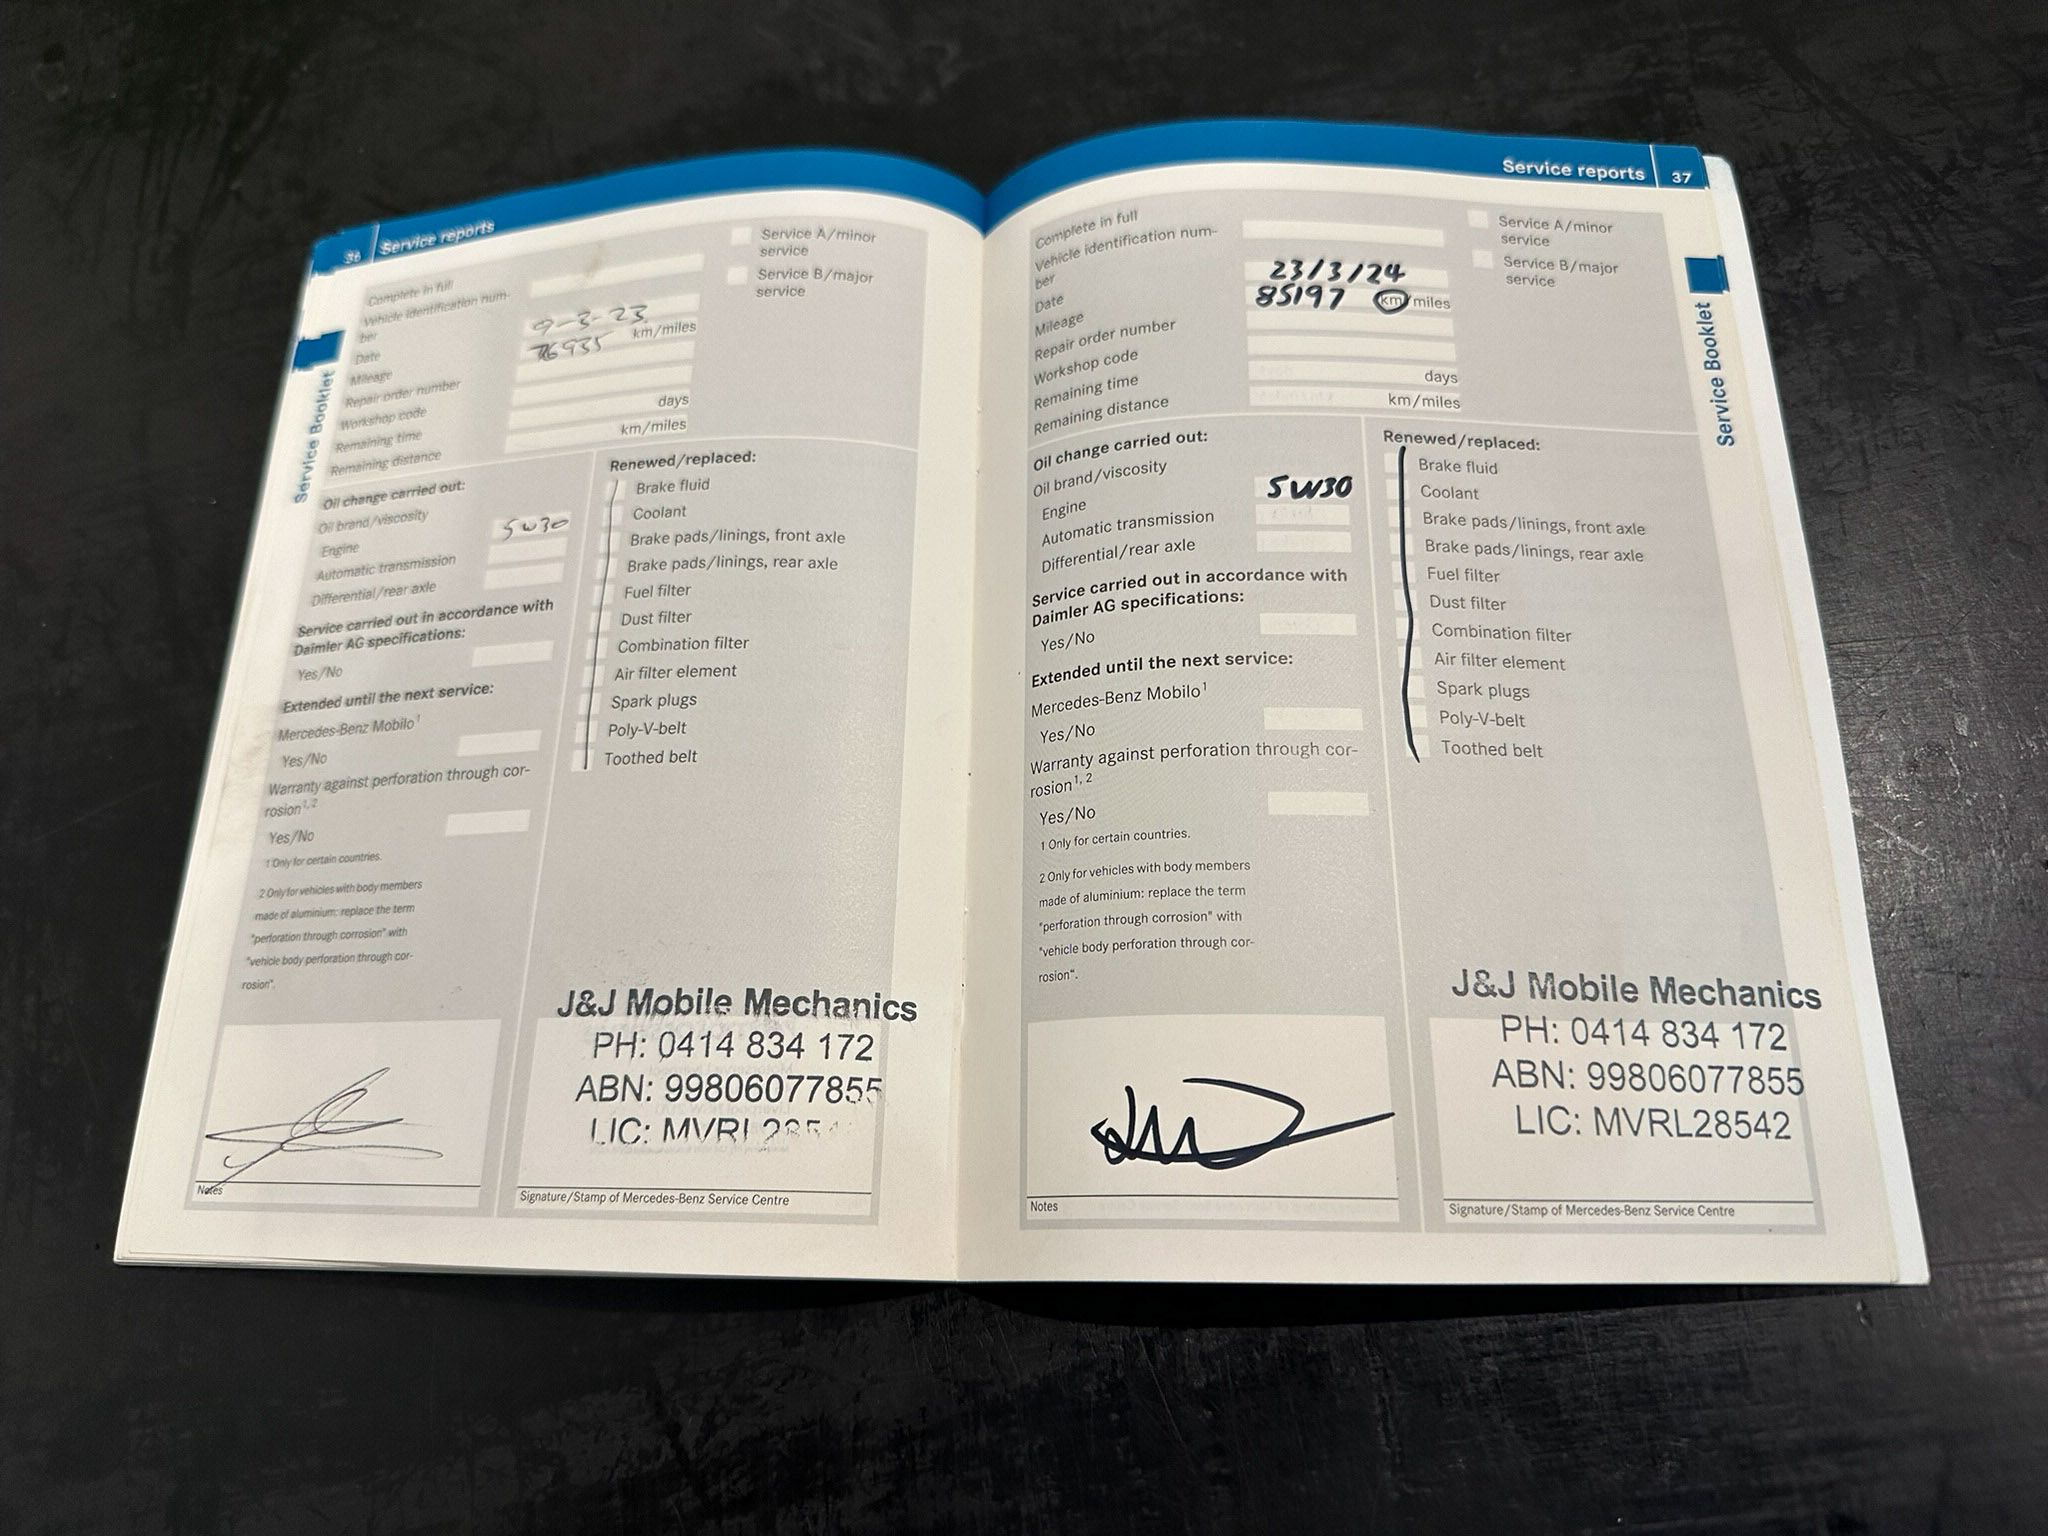 36 Service reports
Complete in full
Vehicle identification num-
ber
Date
9-3-23
Mileage
76935 km/miles
Repair order number
Workshop code
Remaining time
days
Remaining distance
km/miles
Service A/minor
service
Service B/major
service
Service Booklet
Oil change carried out:
Oil brand/viscosity
Engine
5W30
Automatic transmission
Differential/rear axle
Service carried out in accordance with
Daimler AG specifications:
Yes/No
Extended until the next service:
Mercedes-Benz Mobilo1
Yes/No
Warranty against perforation through cor-
rosion1, 2
Yes/No
1 Only for certain countries.
2 Only for vehicles with body members
made of aluminium: replace the term
"perforation through corrosion" with
"vehicle body perforation through cor-
rosion".
Renewed/replaced:
Brake fluid
Coolant
Brake pads/linings, front axle
Brake pads/linings, rear axle
Fuel filter
Dust filter
Combination filter
Air filter element
Spark plugs
Poly-V-belt
Toothed belt
J&J Mobile Mechanics
PH: 0414 834 172
ABN: 99806077855
LIC:
Notes
Signature/Stamp of Mercedes-Benz Service Centre
Service reports 37
Complete in full
Vehicle identification num-
ber
Date
23/3/24
Mileage
85197 km/miles
Repair order number
Workshop code
Remaining time
days
Remaining distance
km/miles
Service A/minor
service
Service B/major
service
Service Booklet
Oil change carried out:
Oil brand/viscosity
Engine
5W30
Automatic transmission
Differential/rear axle
Service carried out in accordance with
Daimler AG specifications:
Yes/No
Extended until the next service:
Mercedes-Benz Mobilo1
Yes/No
Warranty against perforation through cor-
rosion1, 2
Yes/No
1 Only for certain countries.
2 Only for vehicles with body members
made of aluminium: replace the term
"perforation through corrosion" with
"vehicle body perforation through cor-
rosion".
Renewed/replaced:
Brake fluid
Coolant
Brake pads/linings, front axle
Brake pads/linings, rear axle
Fuel filter
Dust filter
Combination filter
Air filter element
Spark plugs
Poly-V-belt
Toothed belt
J&J Mobile Mechanics
PH: 0414 834 172
ABN: 99806077855
LIC: MVRL28542
Notes
Signature/Stamp of Mercedes-Benz Service Centre